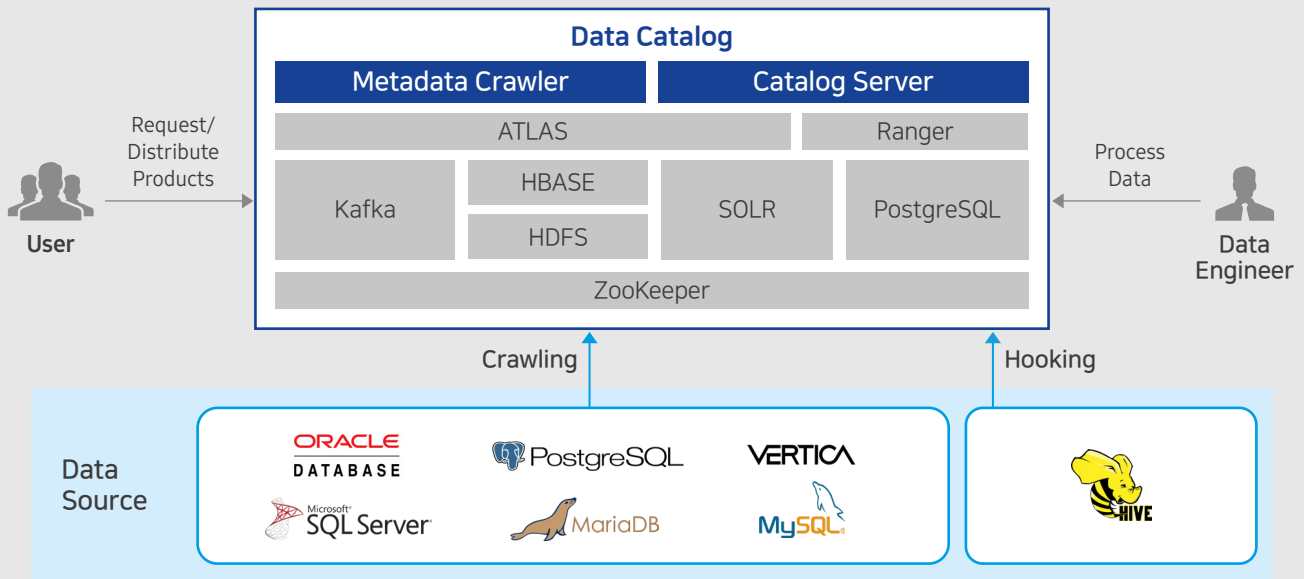 Data Catalog
Metadata Crawler
Catalog Server
ATLAS
Ranger
Kafka
HBASE
HDFS
SOLR
PostgreSQL
ZooKeeper
Request/
Distribute
Products
User
Process
Data
Data
Engineer
Crawling
Hooking
Data
Source
ORACLE
DATABASE
PostgreSQL
VERTICA
Microsoft®
SQL Server
MariaDB
MySQL®
HIVE